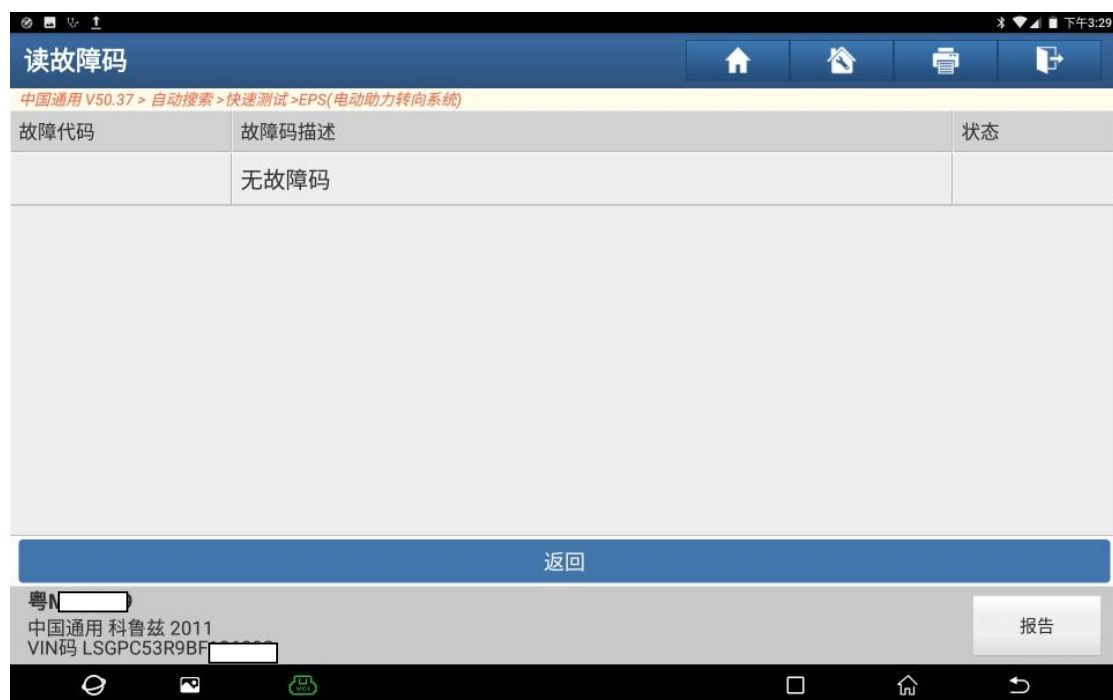 下午3:29
读故障码
中国通用 V50.37 > 自动搜索 >快速测试 >EPS(电动助力转向系统)
故障代码 故障码描述 状态
无故障码
返回
粤
中国通用 科鲁兹 2011
VIN码 LSGPC53R9BF
报告
VCI